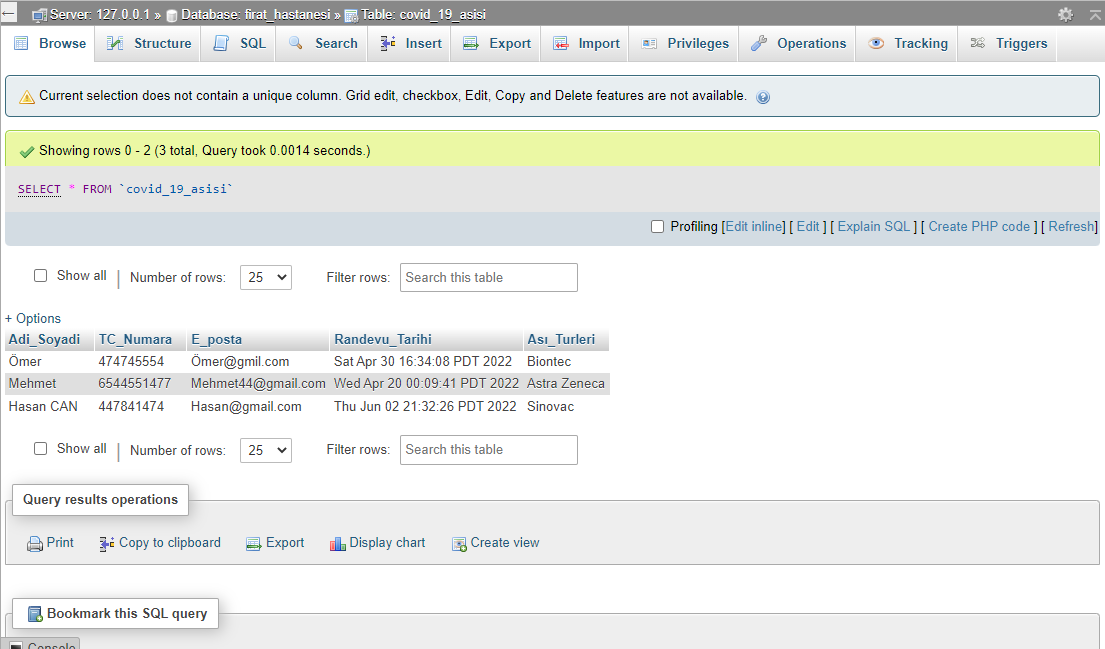 Server: 127.0.0.1 » Database: firat_hastanesi » Table: covid_19_asisi
Browse Structure SQL Search Insert Export Import Privileges Operations Tracking Triggers
Current selection does not contain a unique column. Grid edit, checkbox, Edit, Copy and Delete features are not available.
Showing rows 0 - 2 (3 total, Query took 0.0014 seconds.)
SELECT * FROM `covid_19_asisi`
Profiling [Edit inline] [ Edit ] [ Explain SQL ] [ Create PHP code ] [ Refresh]
Show all | Number of rows: 25 Filter rows: Search this table
+ Options
Adi_Soyadi TC_Numara E_posta Randevu_Tarihi Ası_Turleri
Ömer 474745554 Ömer@gmil.com Sat Apr 30 16:34:08 PDT 2022 Biontec
Mehmet 6544551477 Mehmet44@gmail.com Wed Apr 20 00:09:41 PDT 2022 Astra Zeneca
Hasan CAN 447841474 Hasan@gmail.com Thu Jun 02 21:32:26 PDT 2022 Sinovac
Show all | Number of rows: 25 Filter rows: Search this table
Query results operations
Print Copy to clipboard Export Display chart Create view
Bookmark this SQL query
Console